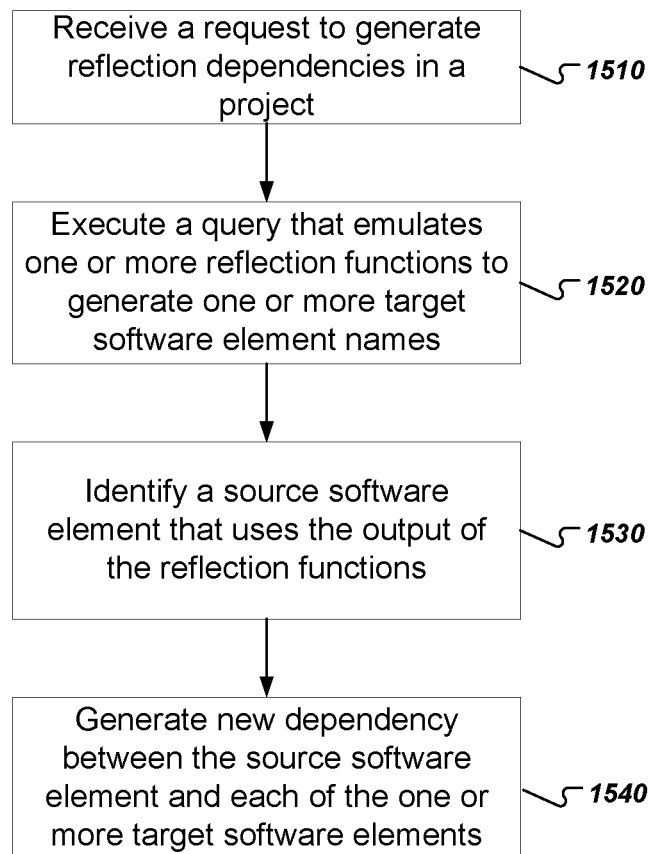 Receive a request to generate
reflection dependencies in a
project
1510
Execute a query that emulates
one or more reflection functions to
generate one or more target
software element names
1520
Identify a source software
element that uses the output of
the reflection functions
1530
Generate new dependency
between the source software
element and each of the one or
more target software elements
1540